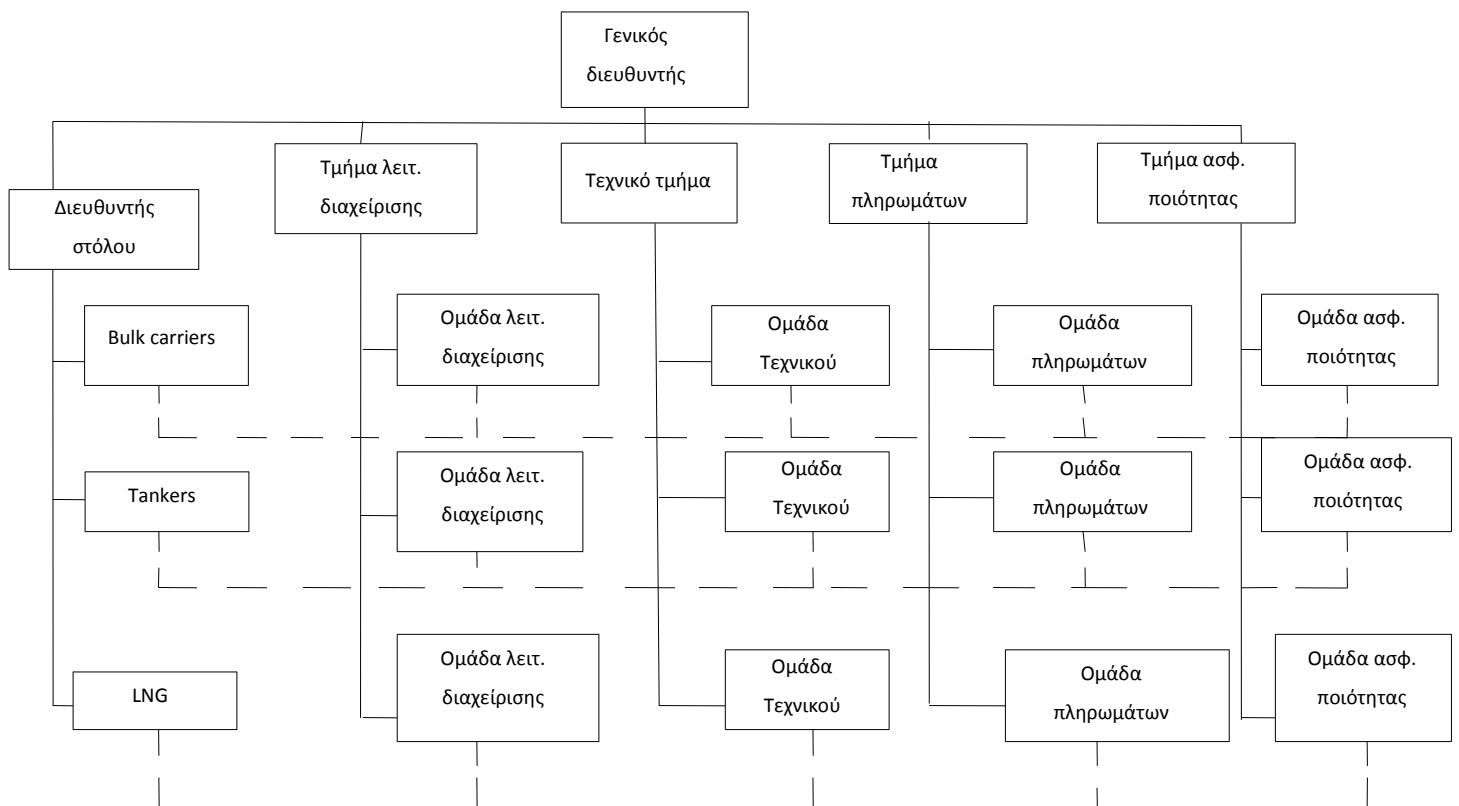 Γενικός
διευθυντής
Διευθυντής
στόλου
Τμήμα λειτ.
διαχείρισης
Τεχνικό τμήμα
Τμήμα
πληρωμάτων
Τμήμα ασφ.
ποιότητας
Bulk carriers
Ομάδα λειτ.
διαχείρισης
Ομάδα
Τεχνικού
Ομάδα
πληρωμάτων
Ομάδα ασφ.
ποιότητας
Tankers
Ομάδα λειτ.
διαχείρισης
Ομάδα
Τεχνικού
Ομάδα
πληρωμάτων
Ομάδα ασφ.
ποιότητας
LNG
Ομάδα λειτ.
διαχείρισης
Ομάδα
Τεχνικού
Ομάδα
πληρωμάτων
Ομάδα ασφ.
ποιότητας